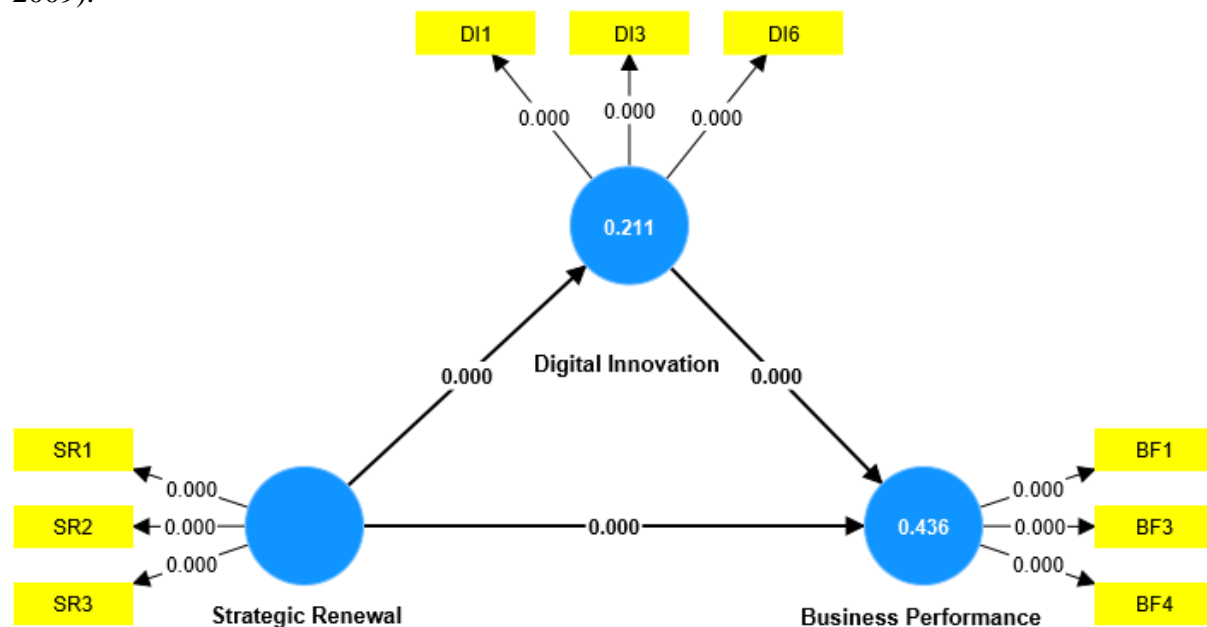 2009).
DI1 DI3 DI6
0.000 0.000 0.000
0.211
Digital Innovation
0.000 0.000
SR1 BF1
0.000 0.000
SR2 0.000 0.000 0.436 0.000 BF3
0.000 0.000
SR3 BF4
Strategic Renewal Business Performance